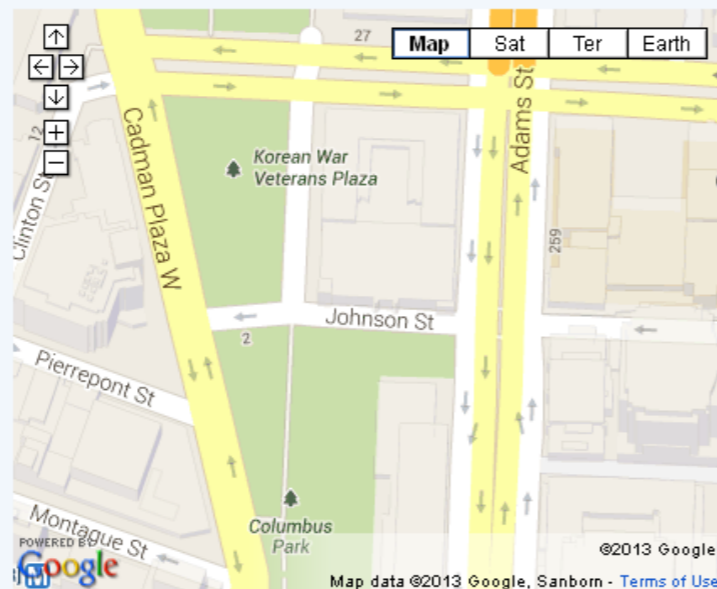 27
Map
Sat
Ter
Earth
Adams St
12
Clinton St
Cadman Plaza W
Korean War
Veterans Plaza
259
Johnson St
2
Pierrepont St
Columbus
Park
Montague St
POWERED BY
Google
©2013 Google
Map data ©2013 Google, Sanborn - Terms of Use